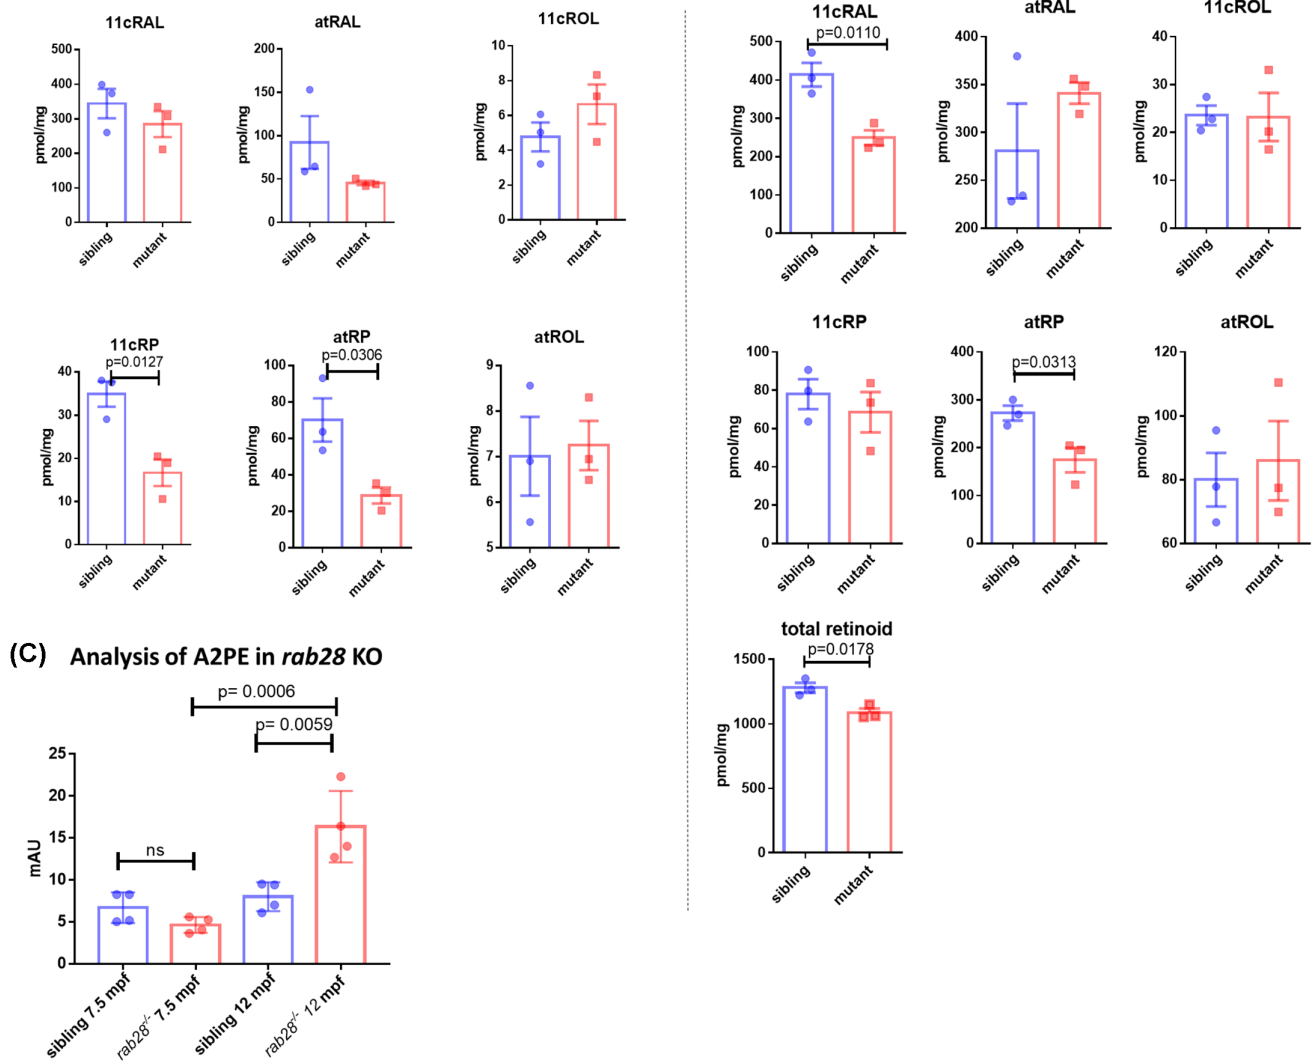 11cRAL
500
400
300
200
100
0
pmol/mg
sibling
mutant
atRAL
200
150
100
50
0
pmol/mg
sibling
mutant
11cROL
10
8
6
4
2
0
pmol/mg
sibling
mutant
11cRAL
p=0.0110
500
400
300
200
100
0
pmol/mg
sibling
mutant
atRAL
400
350
300
250
200
pmol/mg
sibling
mutant
11cROL
40
30
20
10
0
pmol/mg
sibling
mutant
11cRP
p=0.0127
40
30
20
10
0
pmol/mg
sibling
mutant
atRP
p=0.0306
100
80
60
40
20
0
pmol/mg
sibling
mutant
atROL
9
8
7
6
5
pmol/mg
sibling
mutant
11cRP
100
80
60
40
20
0
pmol/mg
sibling
mutant
atRP
p=0.0313
400
300
200
100
0
pmol/mg
sibling
mutant
atROL
120
100
80
60
pmol/mg
sibling
mutant
total retinoid
p=0.0178
1500
1000
500
0
pmol/mg
sibling
mutant
(C) Analysis of A2PE in rab28 KO
p= 0.0006
p= 0.0059
ns
25
20
15
10
5
0
mAU
sibling 7.5 mpf
rab28-/- 7.5 mpf
sibling 12 mpf
rab28-/- 12 mpf